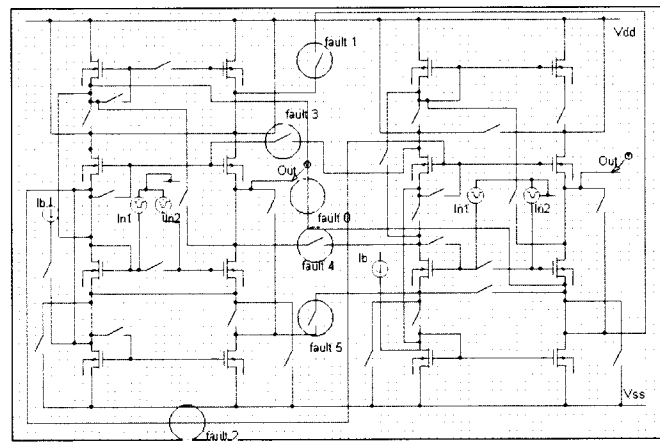 fault 1
Vdd
fault 3
Out
Out
Ib
In1
In2
In1
In2
fault 0
fault 4
Ib
fault 5
Vss
fault 2